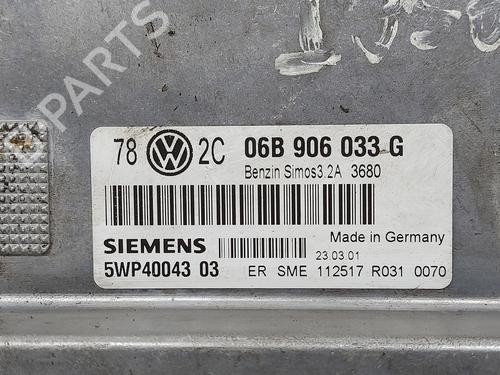 PARTS
78 2C 06B 906 033 G
Benzin Simos3.2A 3680
SIEMENS
Made in Germany
23.03.01
5WP40043 03 ER SME 112517 R031 0070